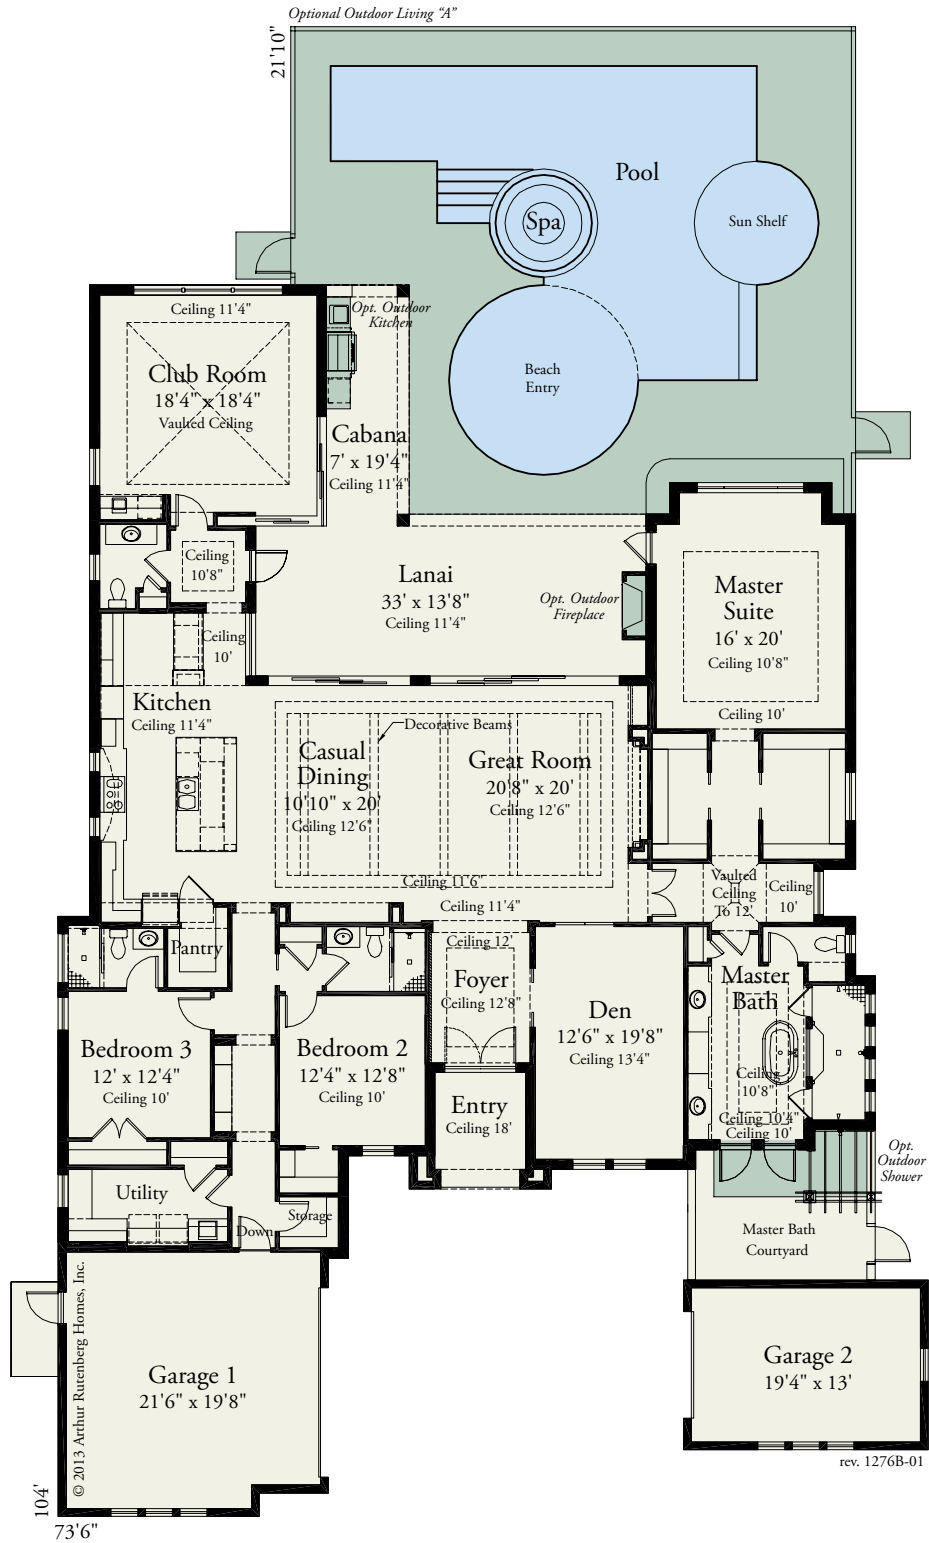 Optional Outdoor Living “A”
21'10"
Pool
Spa
Sun Shelf
Beach
Entry
Ceiling 11'4"
Club Room
18'4" x 18'4"
Vaulted Ceiling
Opt. Outdoor
Kitchen
Cabana
7' x 19'4"
Ceiling 11'4"
Ceiling
10'8"
Ceiling
10'
Lanai
33' x 13'8"
Ceiling 11'4"
Opt. Outdoor
Fireplace
Master
Suite
16' x 20'
Ceiling 10'8"
Ceiling 10'
Kitchen
Ceiling 11'4"
Decorative Beams
Casual
Dining
10'10" x 20'
Ceiling 12'6"
Great Room
20'8" x 20'
Ceiling 12'6"
Ceiling 11'6"
Ceiling 11'4"
Vaulted
Ceiling
To 12'
Ceiling
10'
Pantry
Ceiling 12'
Foyer
Ceiling 12'8"
Den
12'6" x 19'8"
Ceiling 13'4"
Master
Bath
Ceiling
10'8"
Ceiling 10'4"
Ceiling 10'
Bedroom 3
12' x 12'4"
Ceiling 10'
Bedroom 2
12'4" x 12'8"
Ceiling 10'
Entry
Ceiling 18'
Opt.
Outdoor
Shower
Utility
Storage
Down
Master Bath
Courtyard
Garage 1
21'6" x 19'8"
Garage 2
19'4" x 13'
© 2013 Arthur Rutenberg Homes, Inc.
rev. 1276B-01
104'
73'6"